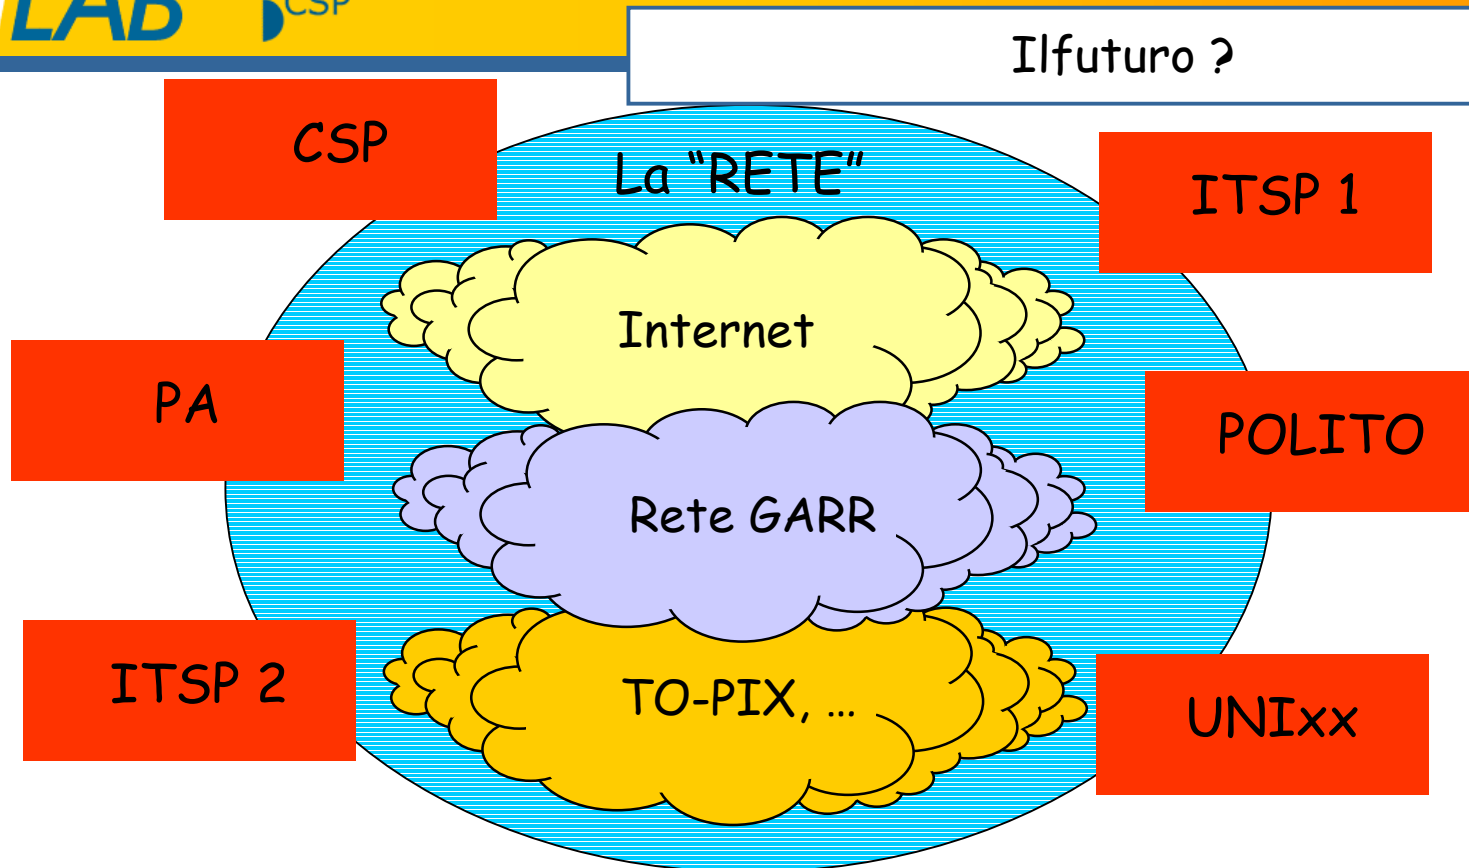 LAB
CSP
Ilfuturo ?
CSP
La "RETE"
ITSP 1
Internet
PA
POLITO
Rete GARR
ITSP 2
TO-PIX, ...
UNIxx